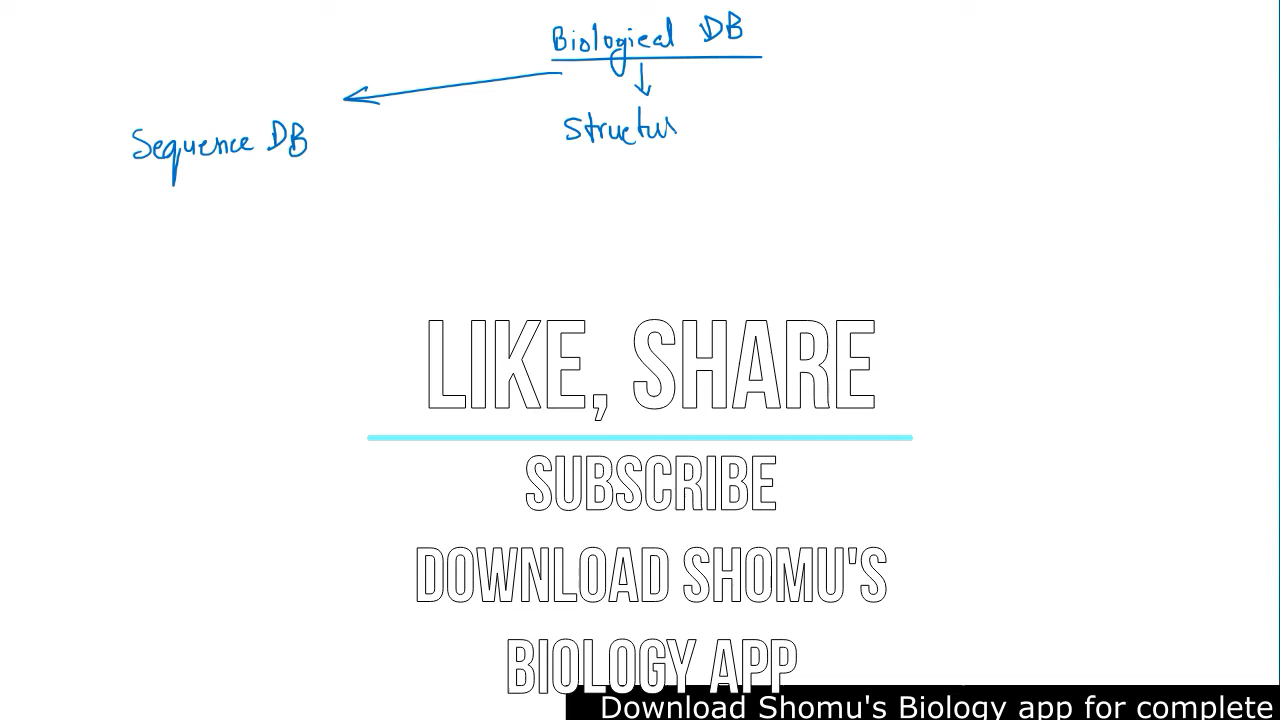 Biological DB
Sequence DB
Structur
LIKE, SHARE
SUBSCRIBE
DOWNLOAD SHOMU'S
BIOLOGY APP
Download Shomu's Biology app for complete